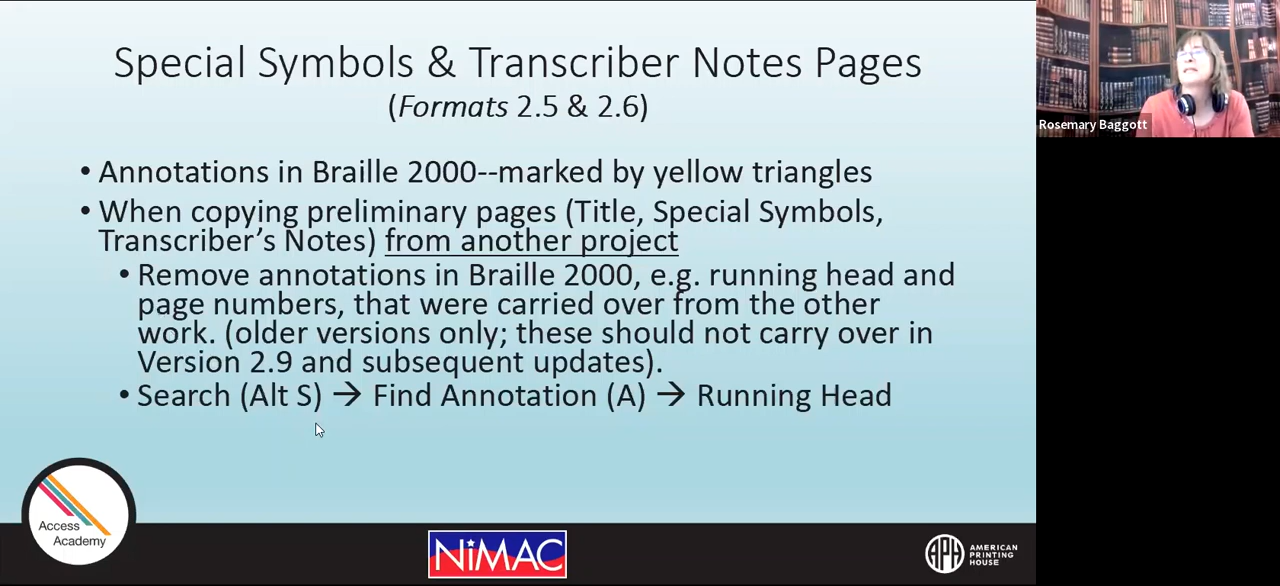 Special Symbols & Transcriber Notes Pages
(Formats 2.5 & 2.6)
• Annotations in Braille 2000--marked by yellow triangles
• When copying preliminary pages (Title, Special Symbols,
Transcriber’s Notes) from another project
• Remove annotations in Braille 2000, e.g. running head and
page numbers, that were carried over from the other
work. (older versions only; these should not carry over in
Version 2.9 and subsequent updates).
• Search (Alt S) → Find Annotation (A) → Running Head
Rosemary Baggott
Access
Academy
NIMAC
APH
AMERICAN
PRINTING
HOUSE